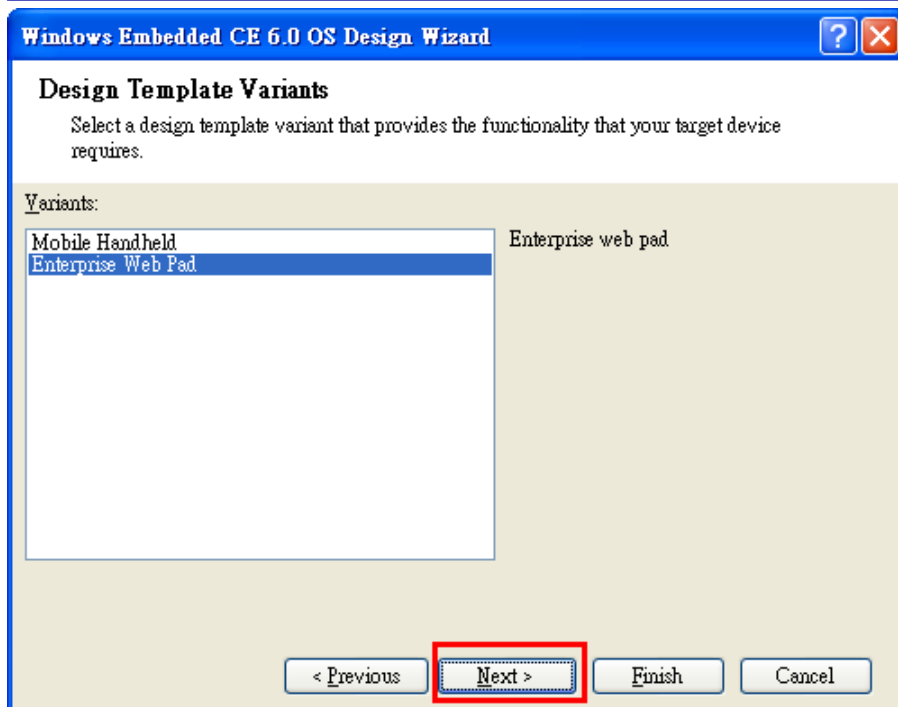 Windows Embedded CE 6.0 OS Design Wizard
?
Design Template Variants
Select a design template variant that provides the functionality that your target device
requires.
Variants:
Mobile Handheld
Enterprise Web Pad
Enterprise web pad
< Previous
Next >
Finish
Cancel